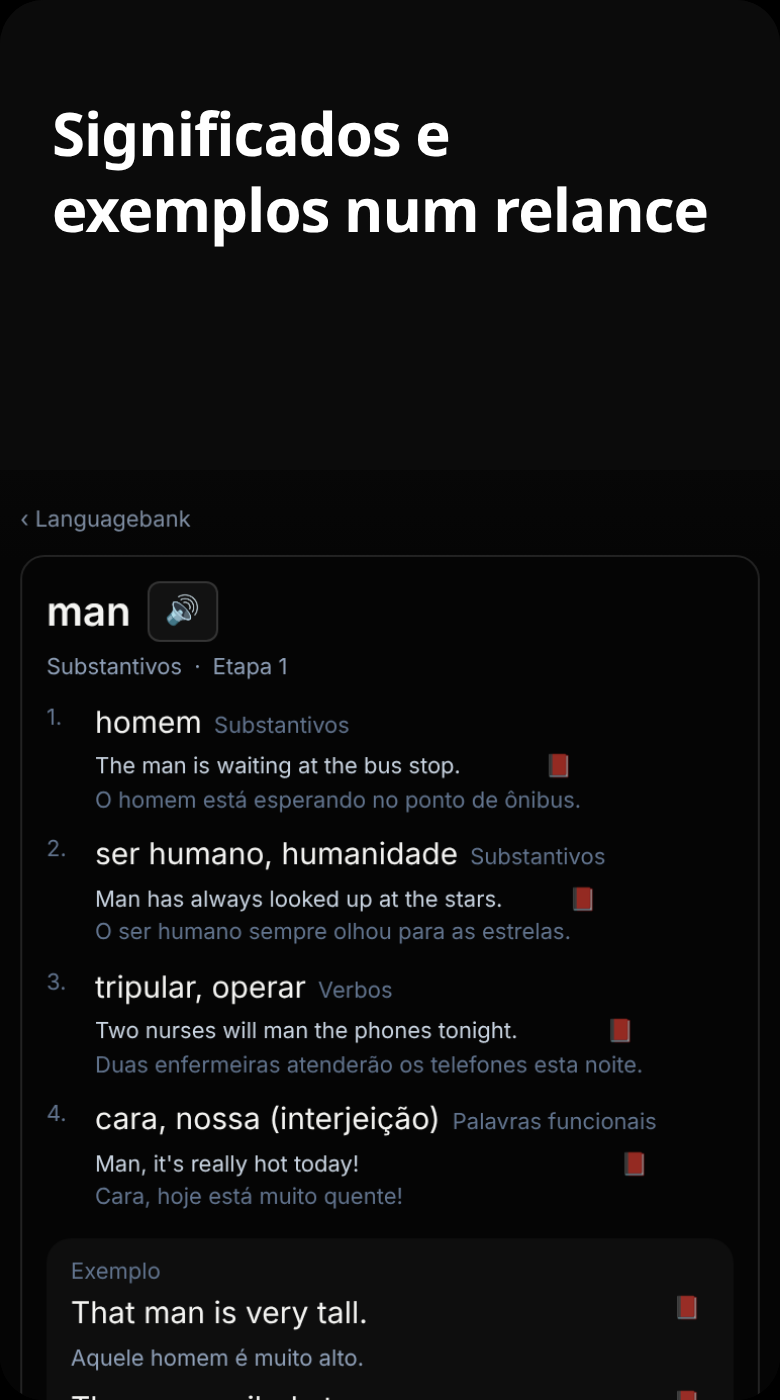 Significados e
exemplos num relance
‹ Languagebank
man
Substantivos · Etapa 1
1. homem Substantivos
The man is waiting at the bus stop.
O homem está esperando no ponto de ônibus.
2. ser humano, humanidade Substantivos
Man has always looked up at the stars.
O ser humano sempre olhou para as estrelas.
3. tripular, operar Verbos
Two nurses will man the phones tonight.
Duas enfermeiras atenderão os telefones esta noite.
4. cara, nossa (interjeição) Palavras funcionais
Man, it's really hot today!
Cara, hoje está muito quente!
Exemplo
That man is very tall.
Aquele homem é muito alto.